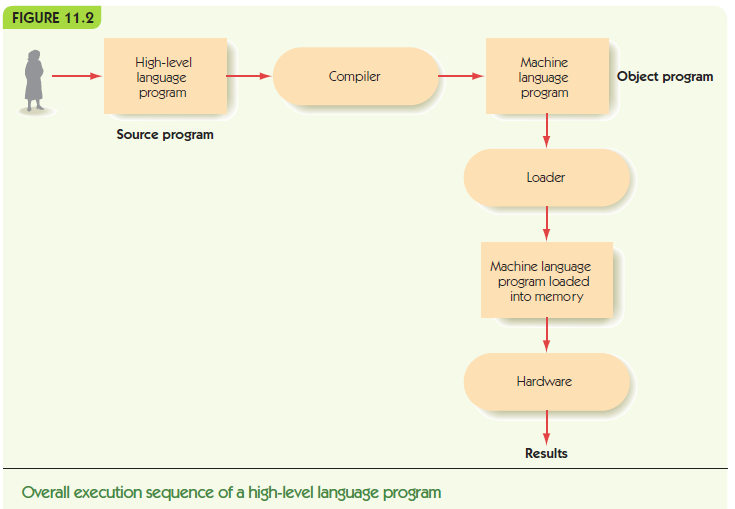 FIGURE 11.2
High-level
language
program
Source program
Compiler
Machine
language
program
Object program
Loader
Machine language
program loaded
into memory
Hardware
Results
Overall execution sequence of a high-level language program